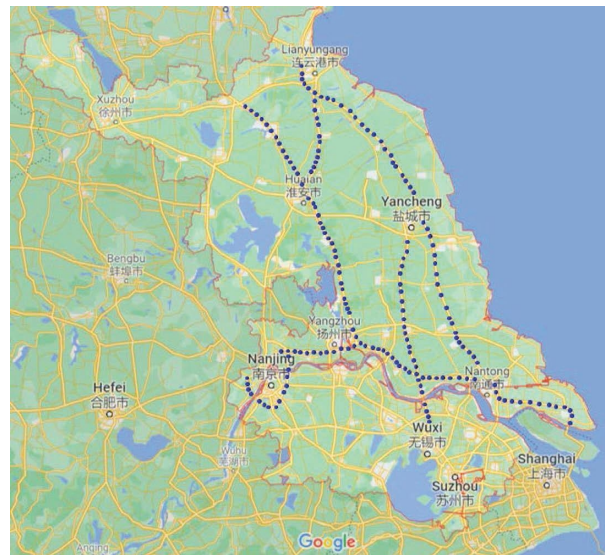 Lianyungang
连云港市
Xuzhou
徐州市
Huaian
淮安市
Yancheng
盐城市
Bengbu
蚌埠市
Yangzhou
扬州市
Nanjing
南京市
Nantong
南通市
Hefei
合肥市
Wuxi
无锡市
Wuhu
芜湖市
Shanghai
上海市
Suzhou
苏州市
Anqing
Google